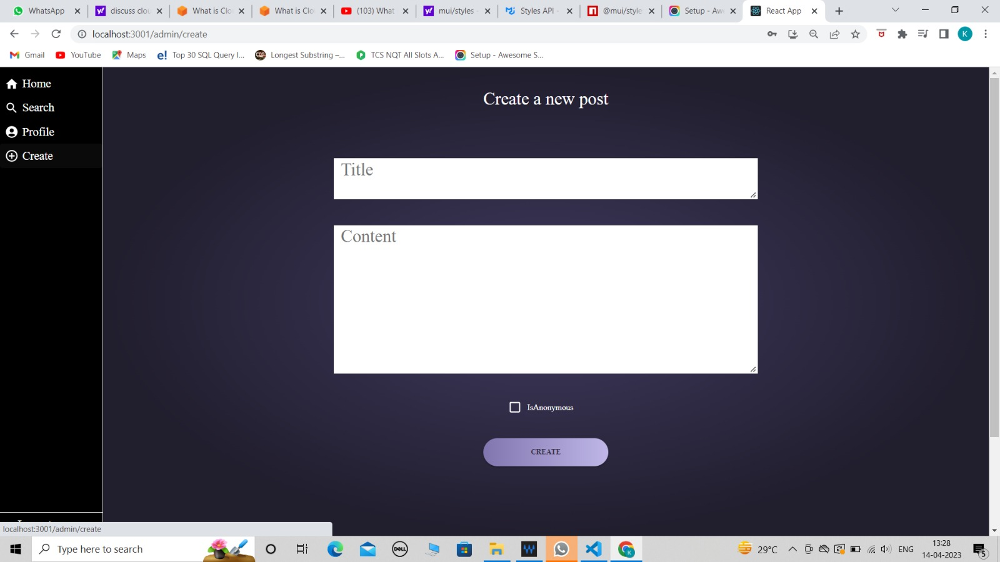 WhatsApp
discuss clou
What is Clo
What is Clo
(103) What
mui/styles -
Styles API -
@mui/style
Setup - Aw
React App
localhost:3001/admin/create
K
Gmail
YouTube
Maps
e! Top 30 SQL Query I...
Longest Substring –...
TCS NQT All Slots A...
Setup - Awesome S...
Home
Search
Profile
Create
Create a new post
Title
Content
IsAnonymous
CREATE
localhost:3001/admin/create
Type here to search
DELL
29°C
ENG
13:28
14-04-2023
5